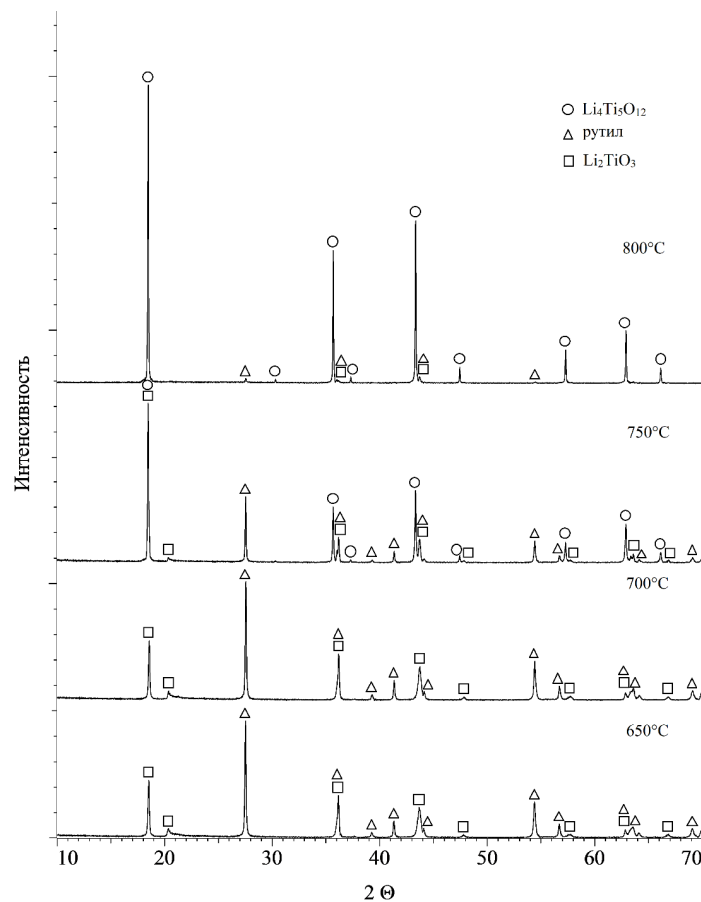 ○ Li₄Ti₅O₁₂
△ рутил
□ Li₂TiO₃
800°C
750°C
700°C
650°C
Интенсивность
10 20 30 40 50 60 70
2 Θ